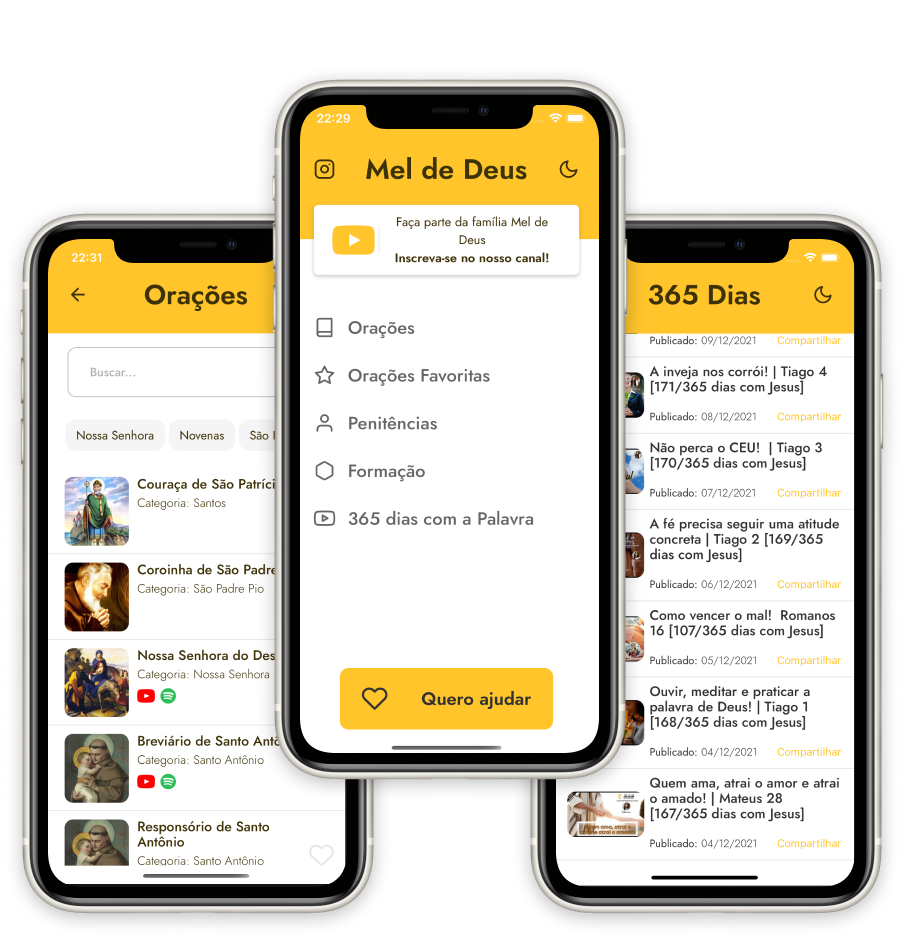 22:31
Orações
Buscar...
Nossa Senhora
Novenas
São
Couraça de São Patríci
Categoria: Santos
Coroinha de São Padre
Categoria: São Padre Pio
Nossa Senhora do Des
Categoria: Nossa Senhora
Breviário de Santo Antô
Categoria: Santo Antônio
Responsório de Santo
Antônio
Categoria: Santo Antônio
22:29
Mel de Deus
Faça parte da família Mel de
Deus
Inscreva-se no nosso canal!
Orações
Orações Favoritas
Penitências
Formação
365 dias com a Palavra
Quero ajudar
365 Dias
Publicado: 09/12/2021 Compartilhar
A inveja nos corrói! | Tiago 4
[171/365 dias com Jesus]
Publicado: 08/12/2021 Compartilhar
Não perca o CEU! | Tiago 3
[170/365 dias com Jesus]
Publicado: 07/12/2021 Compartilhar
A fé precisa seguir uma atitude
concreta | Tiago 2 [169/365
dias com Jesus]
Publicado: 06/12/2021 Compartilhar
Como vencer o mal! Romanos
16 [107/365 dias com Jesus]
Publicado: 05/12/2021 Compartilhar
Ouvir, meditar e praticar a
palavra de Deus! | Tiago 1
[168/365 dias com Jesus]
Publicado: 04/12/2021 Compartilhar
Quem ama, atrai o amor e atrai
o amado! | Mateus 28
[167/365 dias com Jesus]
Publicado: 04/12/2021 Compartilhar